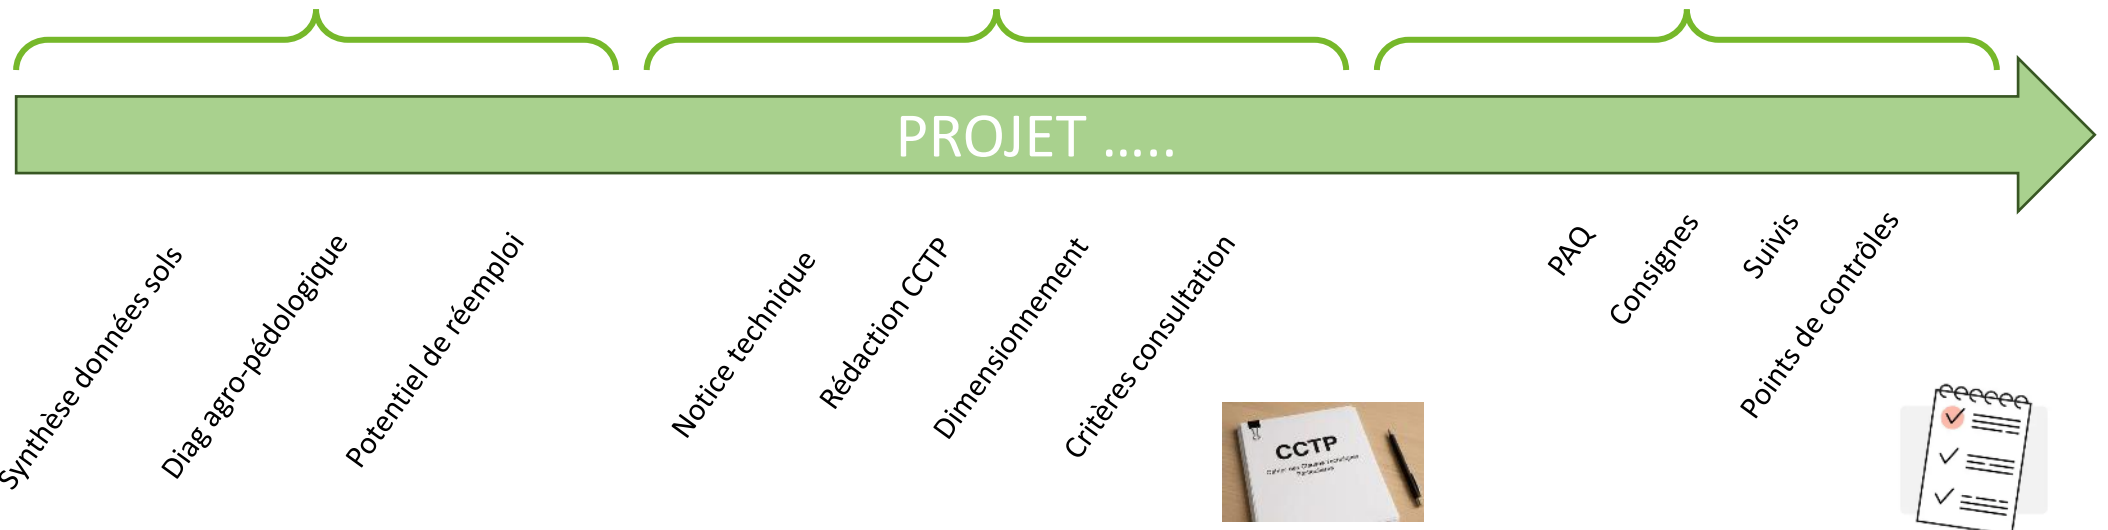 PROJET .....
Synthèse données sols
Diag agro-pédologique
Potentiel de réemploi
Notice technique
Rédaction CCTP
Dimensionnement
Critères consultation
PAQ
Consignes
Suivis
Points de contrôles
CCTP